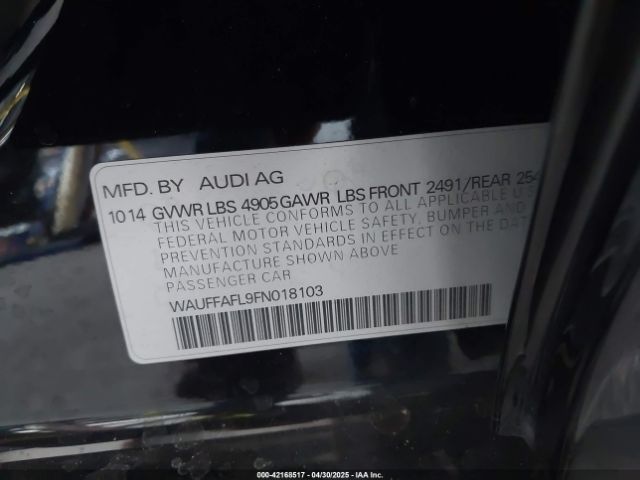 MFD. BY AUDI AG
1014 GVWR LBS 4905 GAWR LBS FRONT 2491/REAR 254
THIS VEHICLE CONFORMS TO ALL APPLICABLE U.S.
FEDERAL MOTOR VEHICLE SAFETY, BUMPER AND
PREVENTION STANDARDS IN EFFECT ON THE DATE
MANUFACTURE SHOWN ABOVE
PASSENGER CAR
WAUFFAFL9FN018103
000-42168517 - 04/30/2025 - IAA Inc.